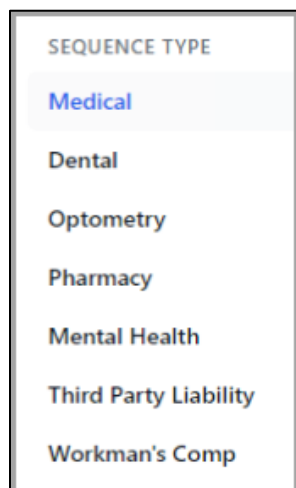 SEQUENCE TYPE
Medical
Dental
Optometry
Pharmacy
Mental Health
Third Party Liability
Workman's Comp